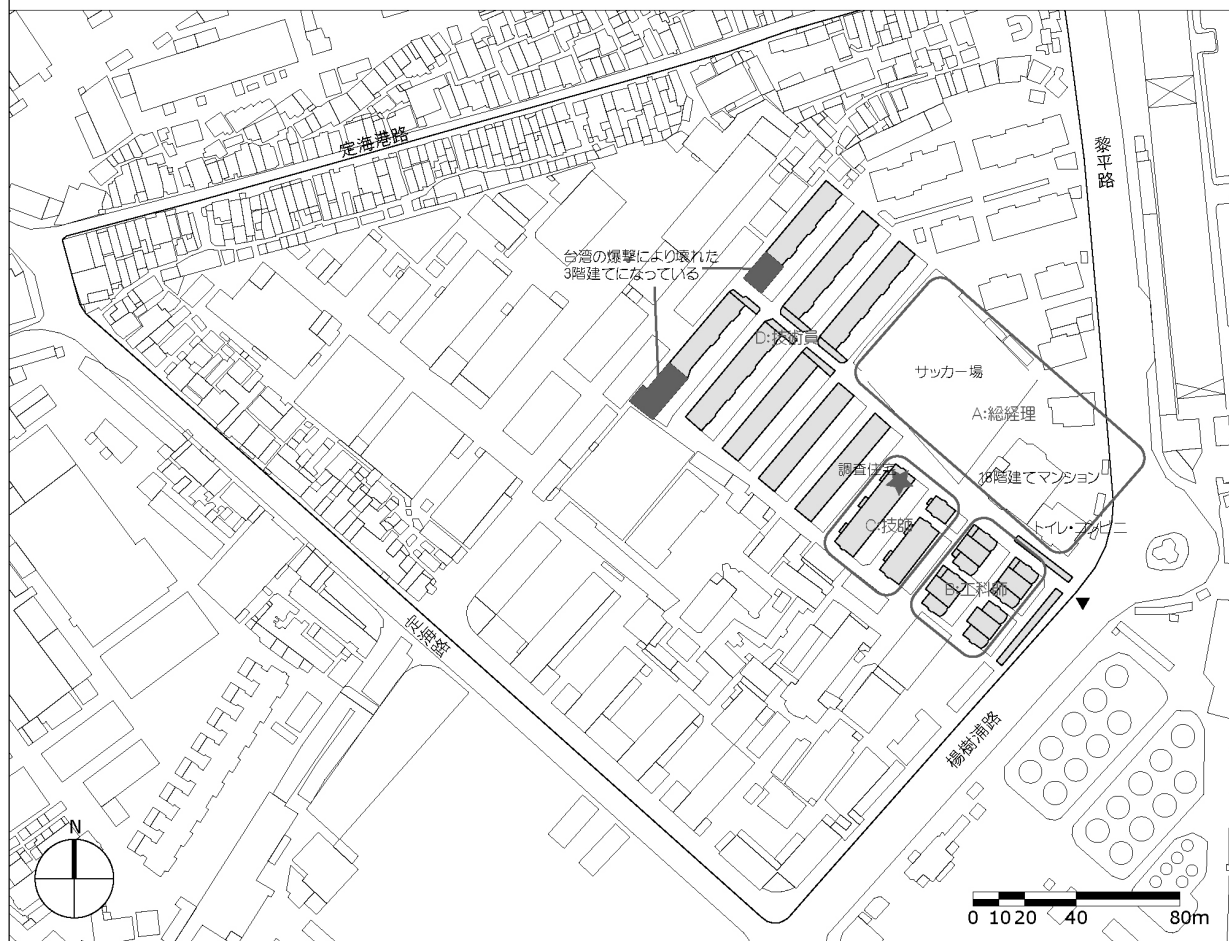 定海港路
黎平路
台湾の爆撃により壊れた
3階建てになっている
D:技術員
サッカー場
A:総経理
調査住宅
18階建てマンション
C:技師
トイレ・コンビニ
B:工科師
定海路
楊樹浦路
N
0 10 20 40 80m